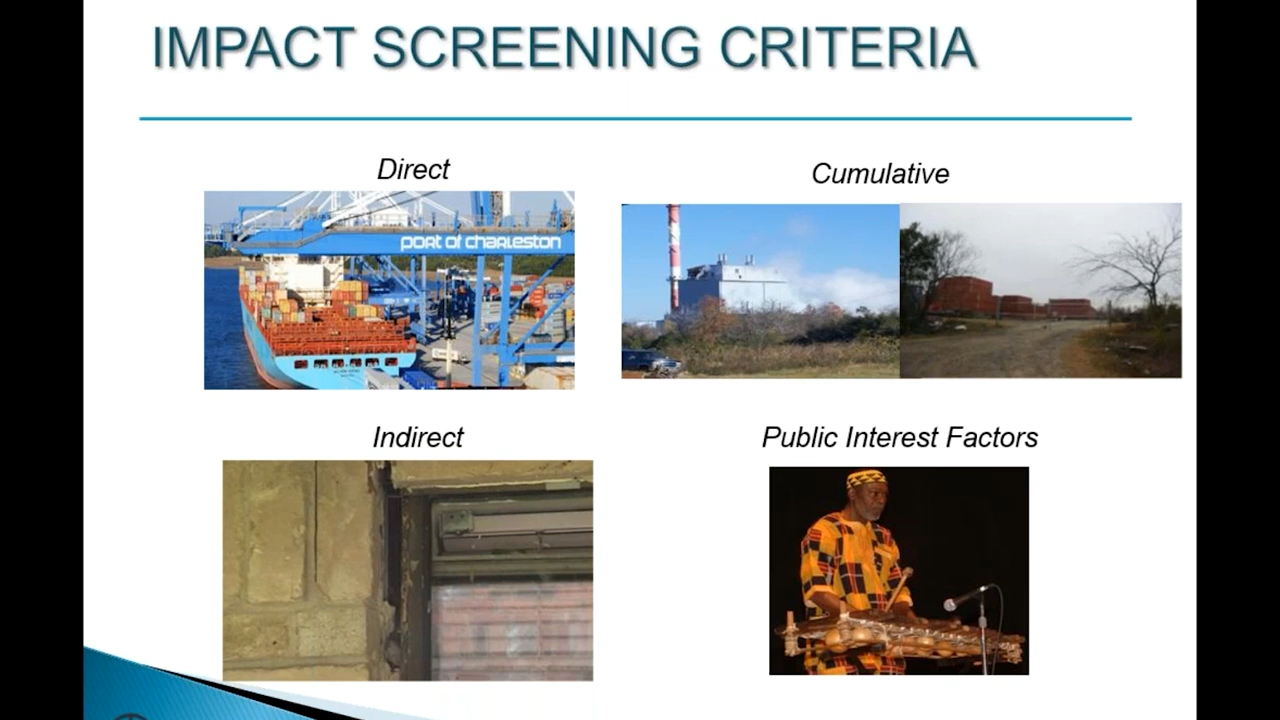 IMPACT SCREENING CRITERIA
Direct
Cumulative
port of charleston
Indirect
Public Interest Factors